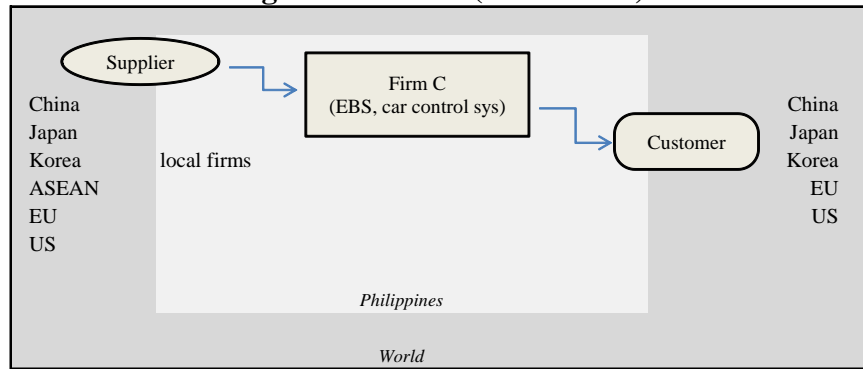 Supplier
Firm C
(EBS, car control sys)
Customer
China
Japan
Korea
ASEAN
EU
US
local firms
China
Japan
Korea
EU
US
Philippines
World